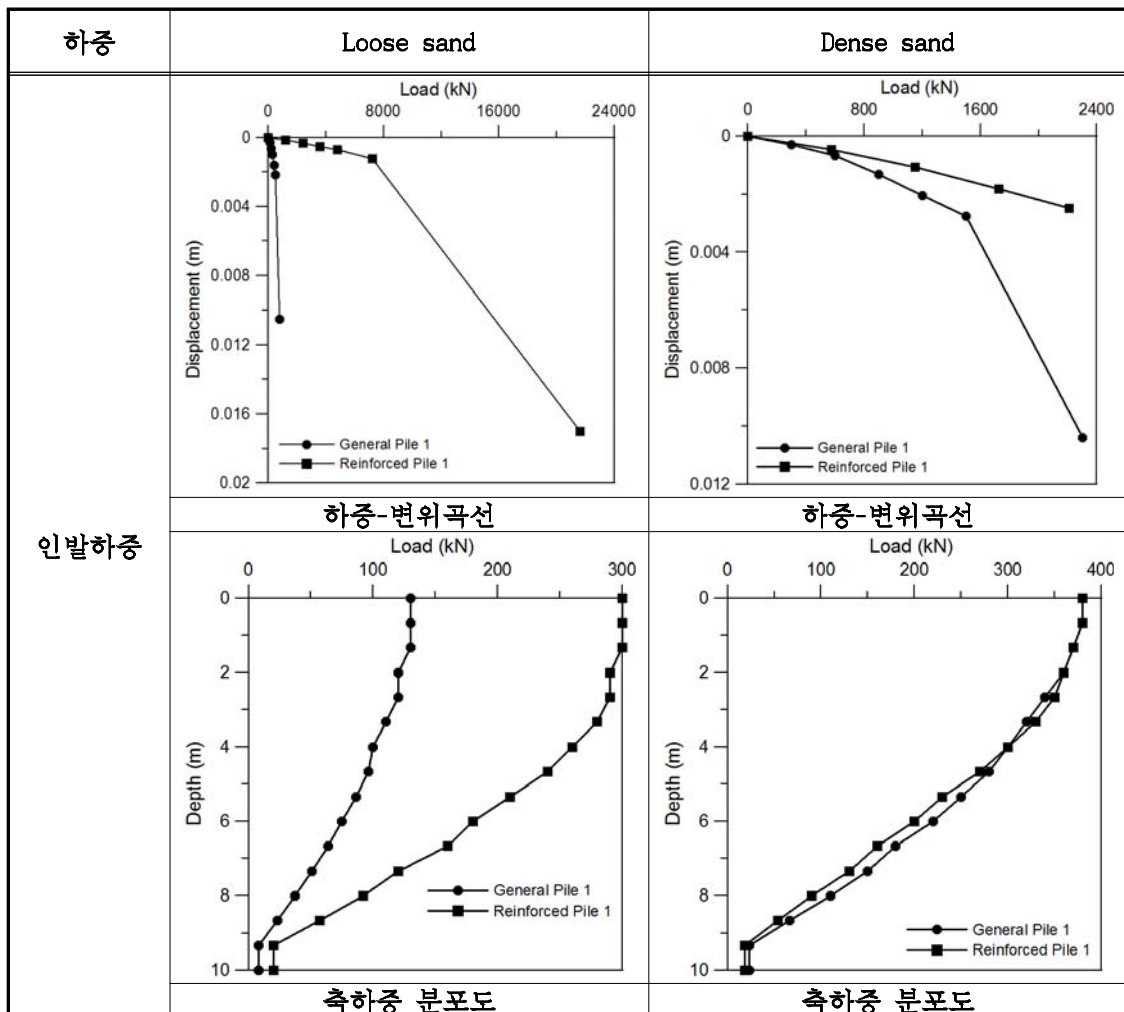 하중
Loose sand
Dense sand
인발하중
Load (kN)
0 8000 16000 24000
Displacement (m)
0
0.004
0.008
0.012
0.016
0.02
General Pile 1
Reinforced Pile 1
하중-변위곡선
Load (kN)
0 800 1600 2400
Displacement (m)
0
0.004
0.008
0.012
General Pile 1
Reinforced Pile 1
하중-변위곡선
Load (kN)
0 100 200 300
Depth (m)
0
2
4
6
8
10
General Pile 1
Reinforced Pile 1
축하중 분포도
Load (kN)
0 100 200 300 400
Depth (m)
0
2
4
6
8
10
General Pile 1
Reinforced Pile 1
축하중 분포도